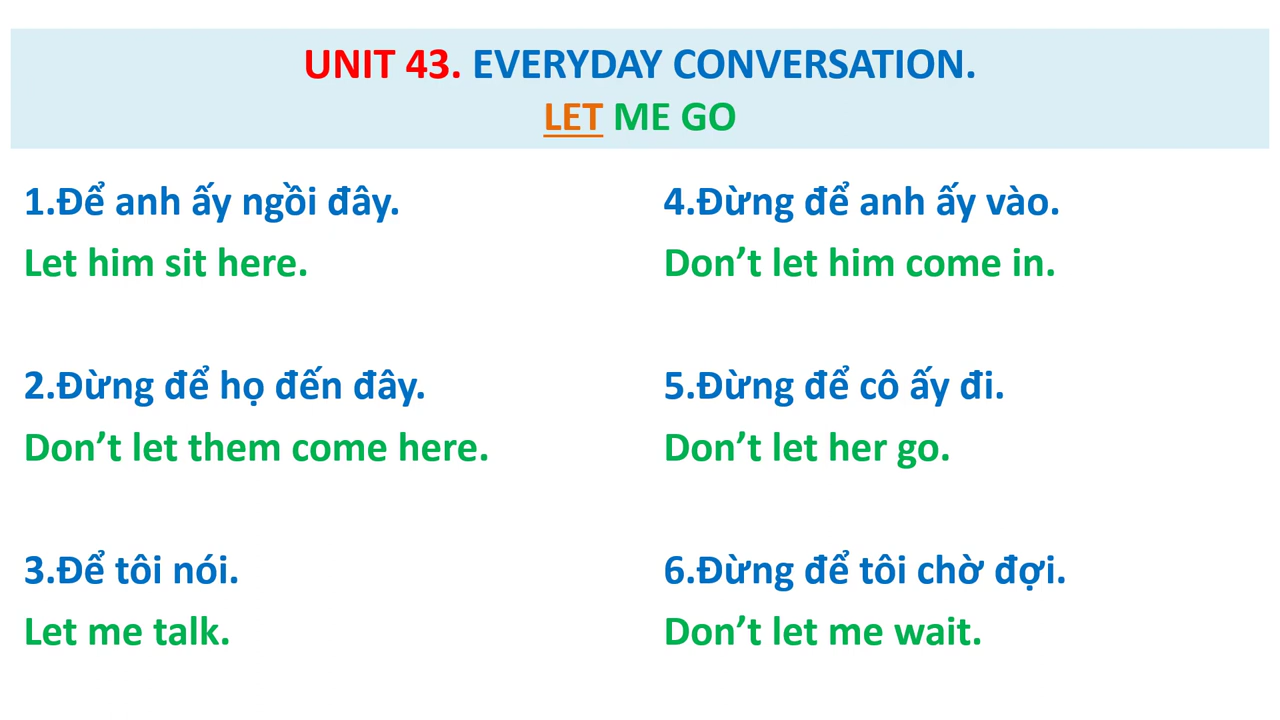 UNIT 43. EVERYDAY CONVERSATION.
LET ME GO
1.Để anh ấy ngồi đây.
Let him sit here.
2.Đừng để họ đến đây.
Don’t let them come here.
3.Để tôi nói.
Let me talk.
4.Đừng để anh ấy vào.
Don’t let him come in.
5.Đừng để cô ấy đi.
Don’t let her go.
6.Đừng để tôi chờ đợi.
Don’t let me wait.